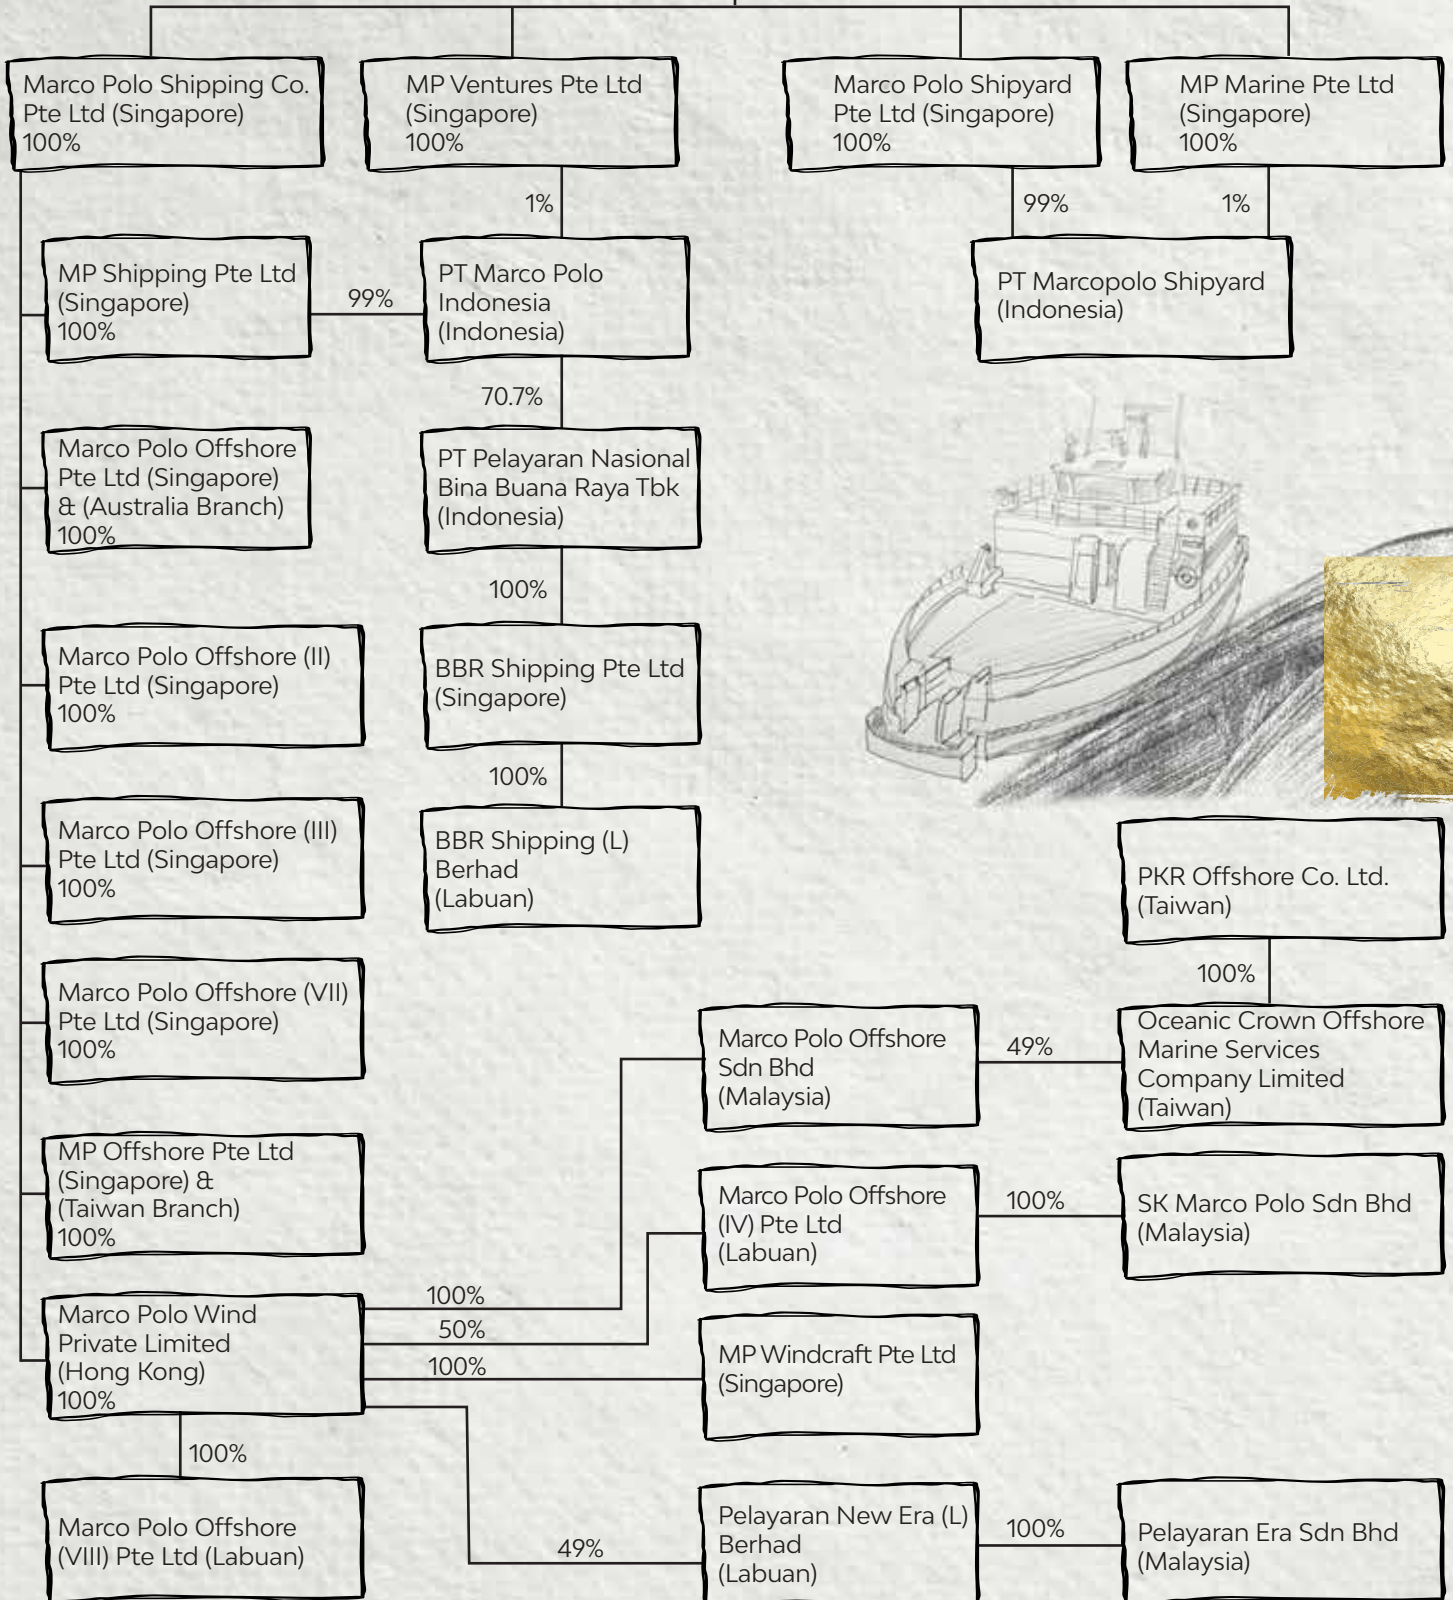 Marco Polo Shipping Co.
Pte Ltd (Singapore)
100%
MP Ventures Pte Ltd
(Singapore)
100%
Marco Polo Shipyard
Pte Ltd (Singapore)
100%
MP Marine Pte Ltd
(Singapore)
100%
1%
99%
1%
MP Shipping Pte Ltd
(Singapore)
100%
99%
PT Marco Polo
Indonesia
(Indonesia)
PT Marcopolo Shipyard
(Indonesia)
70.7%
Marco Polo Offshore
Pte Ltd (Singapore)
& (Australia Branch)
100%
PT Pelayaran Nasional
Bina Buana Raya Tbk
(Indonesia)
100%
Marco Polo Offshore (II)
Pte Ltd (Singapore)
100%
BBR Shipping Pte Ltd
(Singapore)
100%
Marco Polo Offshore (III)
Pte Ltd (Singapore)
100%
BBR Shipping (L)
Berhad
(Labuan)
PKR Offshore Co. Ltd.
(Taiwan)
100%
Marco Polo Offshore (VII)
Pte Ltd (Singapore)
100%
Marco Polo Offshore
Sdn Bhd
(Malaysia)
49%
Oceanic Crown Offshore
Marine Services
Company Limited
(Taiwan)
MP Offshore Pte Ltd
(Singapore) &
(Taiwan Branch)
100%
Marco Polo Offshore
(IV) Pte Ltd
(Labuan)
100%
SK Marco Polo Sdn Bhd
(Malaysia)
Marco Polo Wind
Private Limited
(Hong Kong)
100%
100%
50%
100%
MP Windcraft Pte Ltd
(Singapore)
100%
Marco Polo Offshore
(VIII) Pte Ltd (Labuan)
49%
Pelayaran New Era (L)
Berhad
(Labuan)
100%
Pelayaran Era Sdn Bhd
(Malaysia)